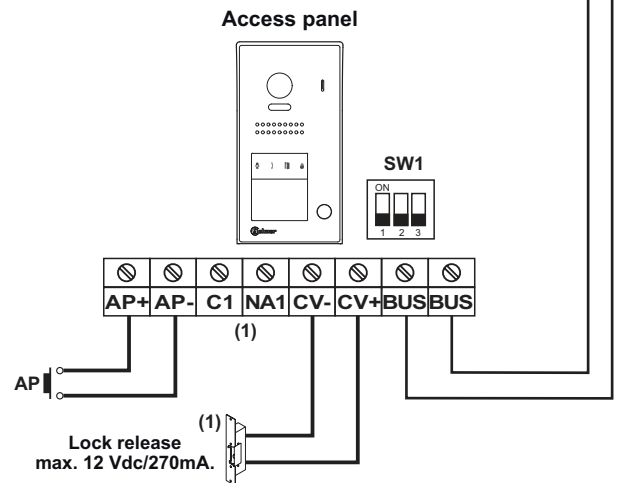 Access panel
SW1
ON
1 2 3
AP+ AP- C1 NA1 CV- CV+ BUS BUS
(1)
AP
(1)
Lock release
max. 12 Vdc/270mA.